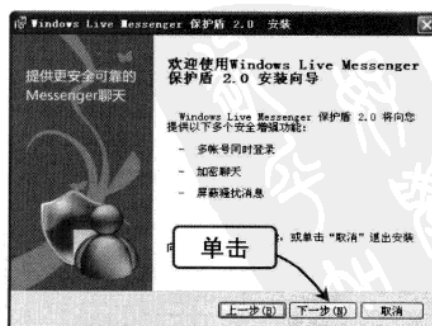 Windows Live Messenger 保护盾 2.0 安装
提供更安全可靠的
Messenger聊天
欢迎使用Windows Live Messenger
保护盾 2.0 安装向导
Windows Live Messenger 保护盾 2.0 将向您
提供以下多个安全增强功能:
- 多帐号同时登录
- 加密聊天
- 屏蔽骚扰消息
或单击“取消”退出安装
向
单击
上一步(B)
下一步(N)
取消